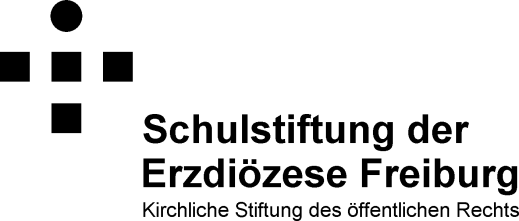 Schulstiftung der
Erzdiözese Freiburg
Kirchliche Stiftung des öffentlichen Rechts